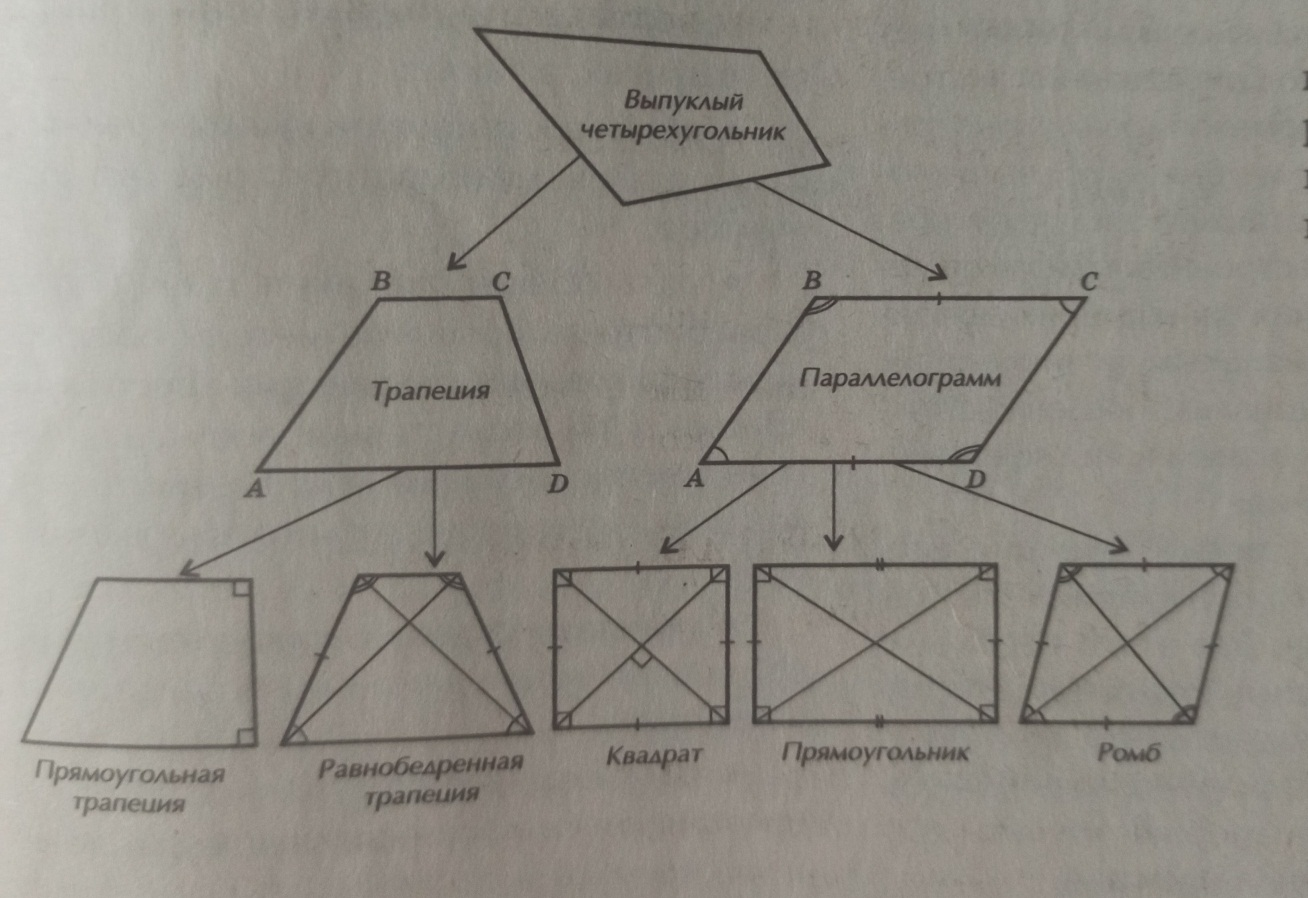 Выпуклый
четырехугольник
B C
B C
Трапеция
Параллелограмм
A D
A D
Прямоугольная
трапеция
Равнобедренная
трапеция
Квадрат
Прямоугольник
Ромб